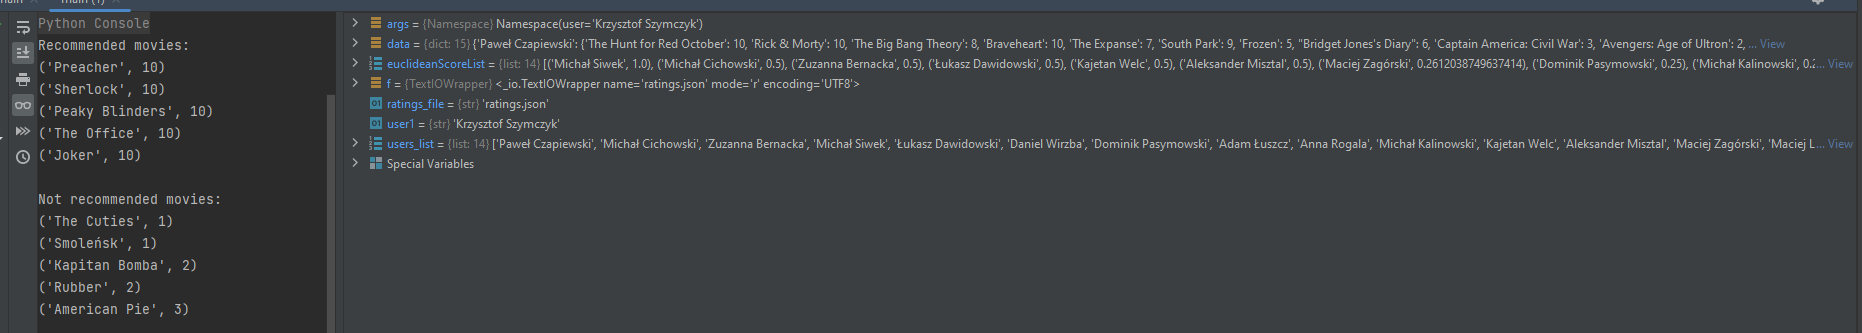 main (1)
Python Console
Recommended movies:
('Preacher', 10)
('Sherlock', 10)
('Peaky Blinders', 10)
('The Office', 10)
('Joker', 10)
Not recommended movies:
('The Cuties', 1)
('Smoleńsk', 1)
('Kapitan Bomba', 2)
('Rubber', 2)
('American Pie', 3)
args = {Namespace} Namespace(user='Krzysztof Szymczyk')
data = {dict: 15} {'Paweł Czapiewski': {'The Hunt for Red October': 10, 'Rick & Morty': 10, 'The Big Bang Theory': 8, 'Braveheart': 10, 'The Expanse': 7, 'South Park': 9, 'Frozen': 5, "Bridget Jones's Diary": 6, 'Captain America: Civil War': 3, 'Avengers: Age of Ultron': 2, ... View
euclideanScoreList = {list: 14} [('Michał Siwek', 1.0), ('Michał Cichowski', 0.5), ('Zuzanna Bernacka', 0.5), ('Łukasz Dawidowski', 0.5), ('Kajetan Welc', 0.5), ('Aleksander Misztal', 0.5), ('Maciej Zagórski', 0.2612038749637414), ('Dominik Pasymowski', 0.25), ('Michał Kalinowski', 0.2... View
f = {TextIOWrapper} <_io.TextIOWrapper name='ratings.json' mode='r' encoding='UTF8'>
ratings_file = {str} 'ratings.json'
user1 = {str} 'Krzysztof Szymczyk'
users_list = {list: 14} ['Paweł Czapiewski', 'Michał Cichowski', 'Zuzanna Bernacka', 'Michał Siwek', 'Łukasz Dawidowski', 'Daniel Wirzba', 'Dominik Pasymowski', 'Adam Łuszcz', 'Anna Rogala', 'Michał Kalinowski', 'Kajetan Welc', 'Aleksander Misztal', 'Maciej Zagórski', 'Maciej L... View
Special Variables